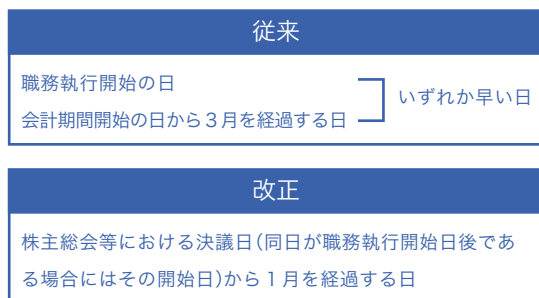 従来
職務執行開始の日
会計期間開始の日から３月を経過する日
いずれか早い日
改正
株主総会等における決議日(同日が職務執行開始日後であ
る場合にはその開始日)から１月を経過する日